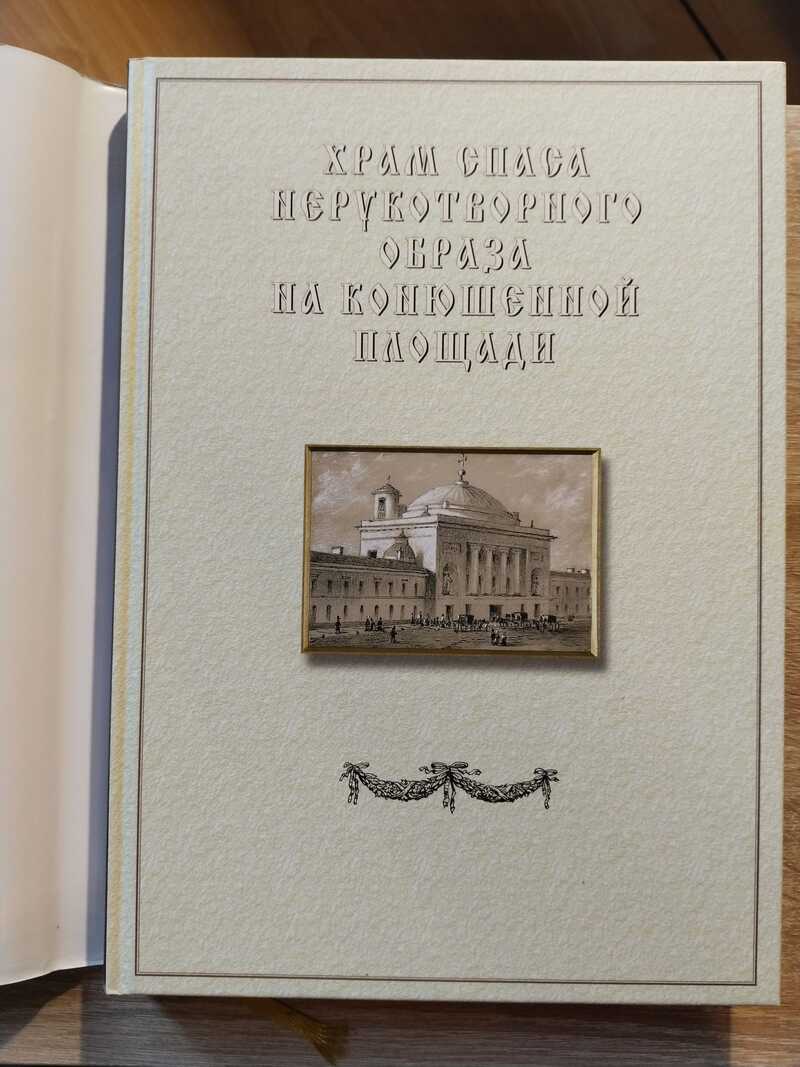 ХРАМ СПАСА
НЕРУКОТВОРНОГО
ОБРАЗА
НА КОНЮШЕННОЙ
ПЛОЩАДИ